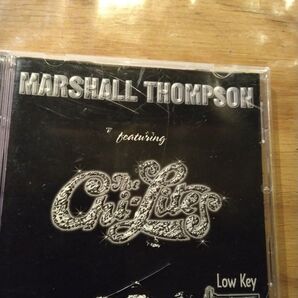 MARSHALL THOMPSON
featuring
The
Chi-Lites
Low Key